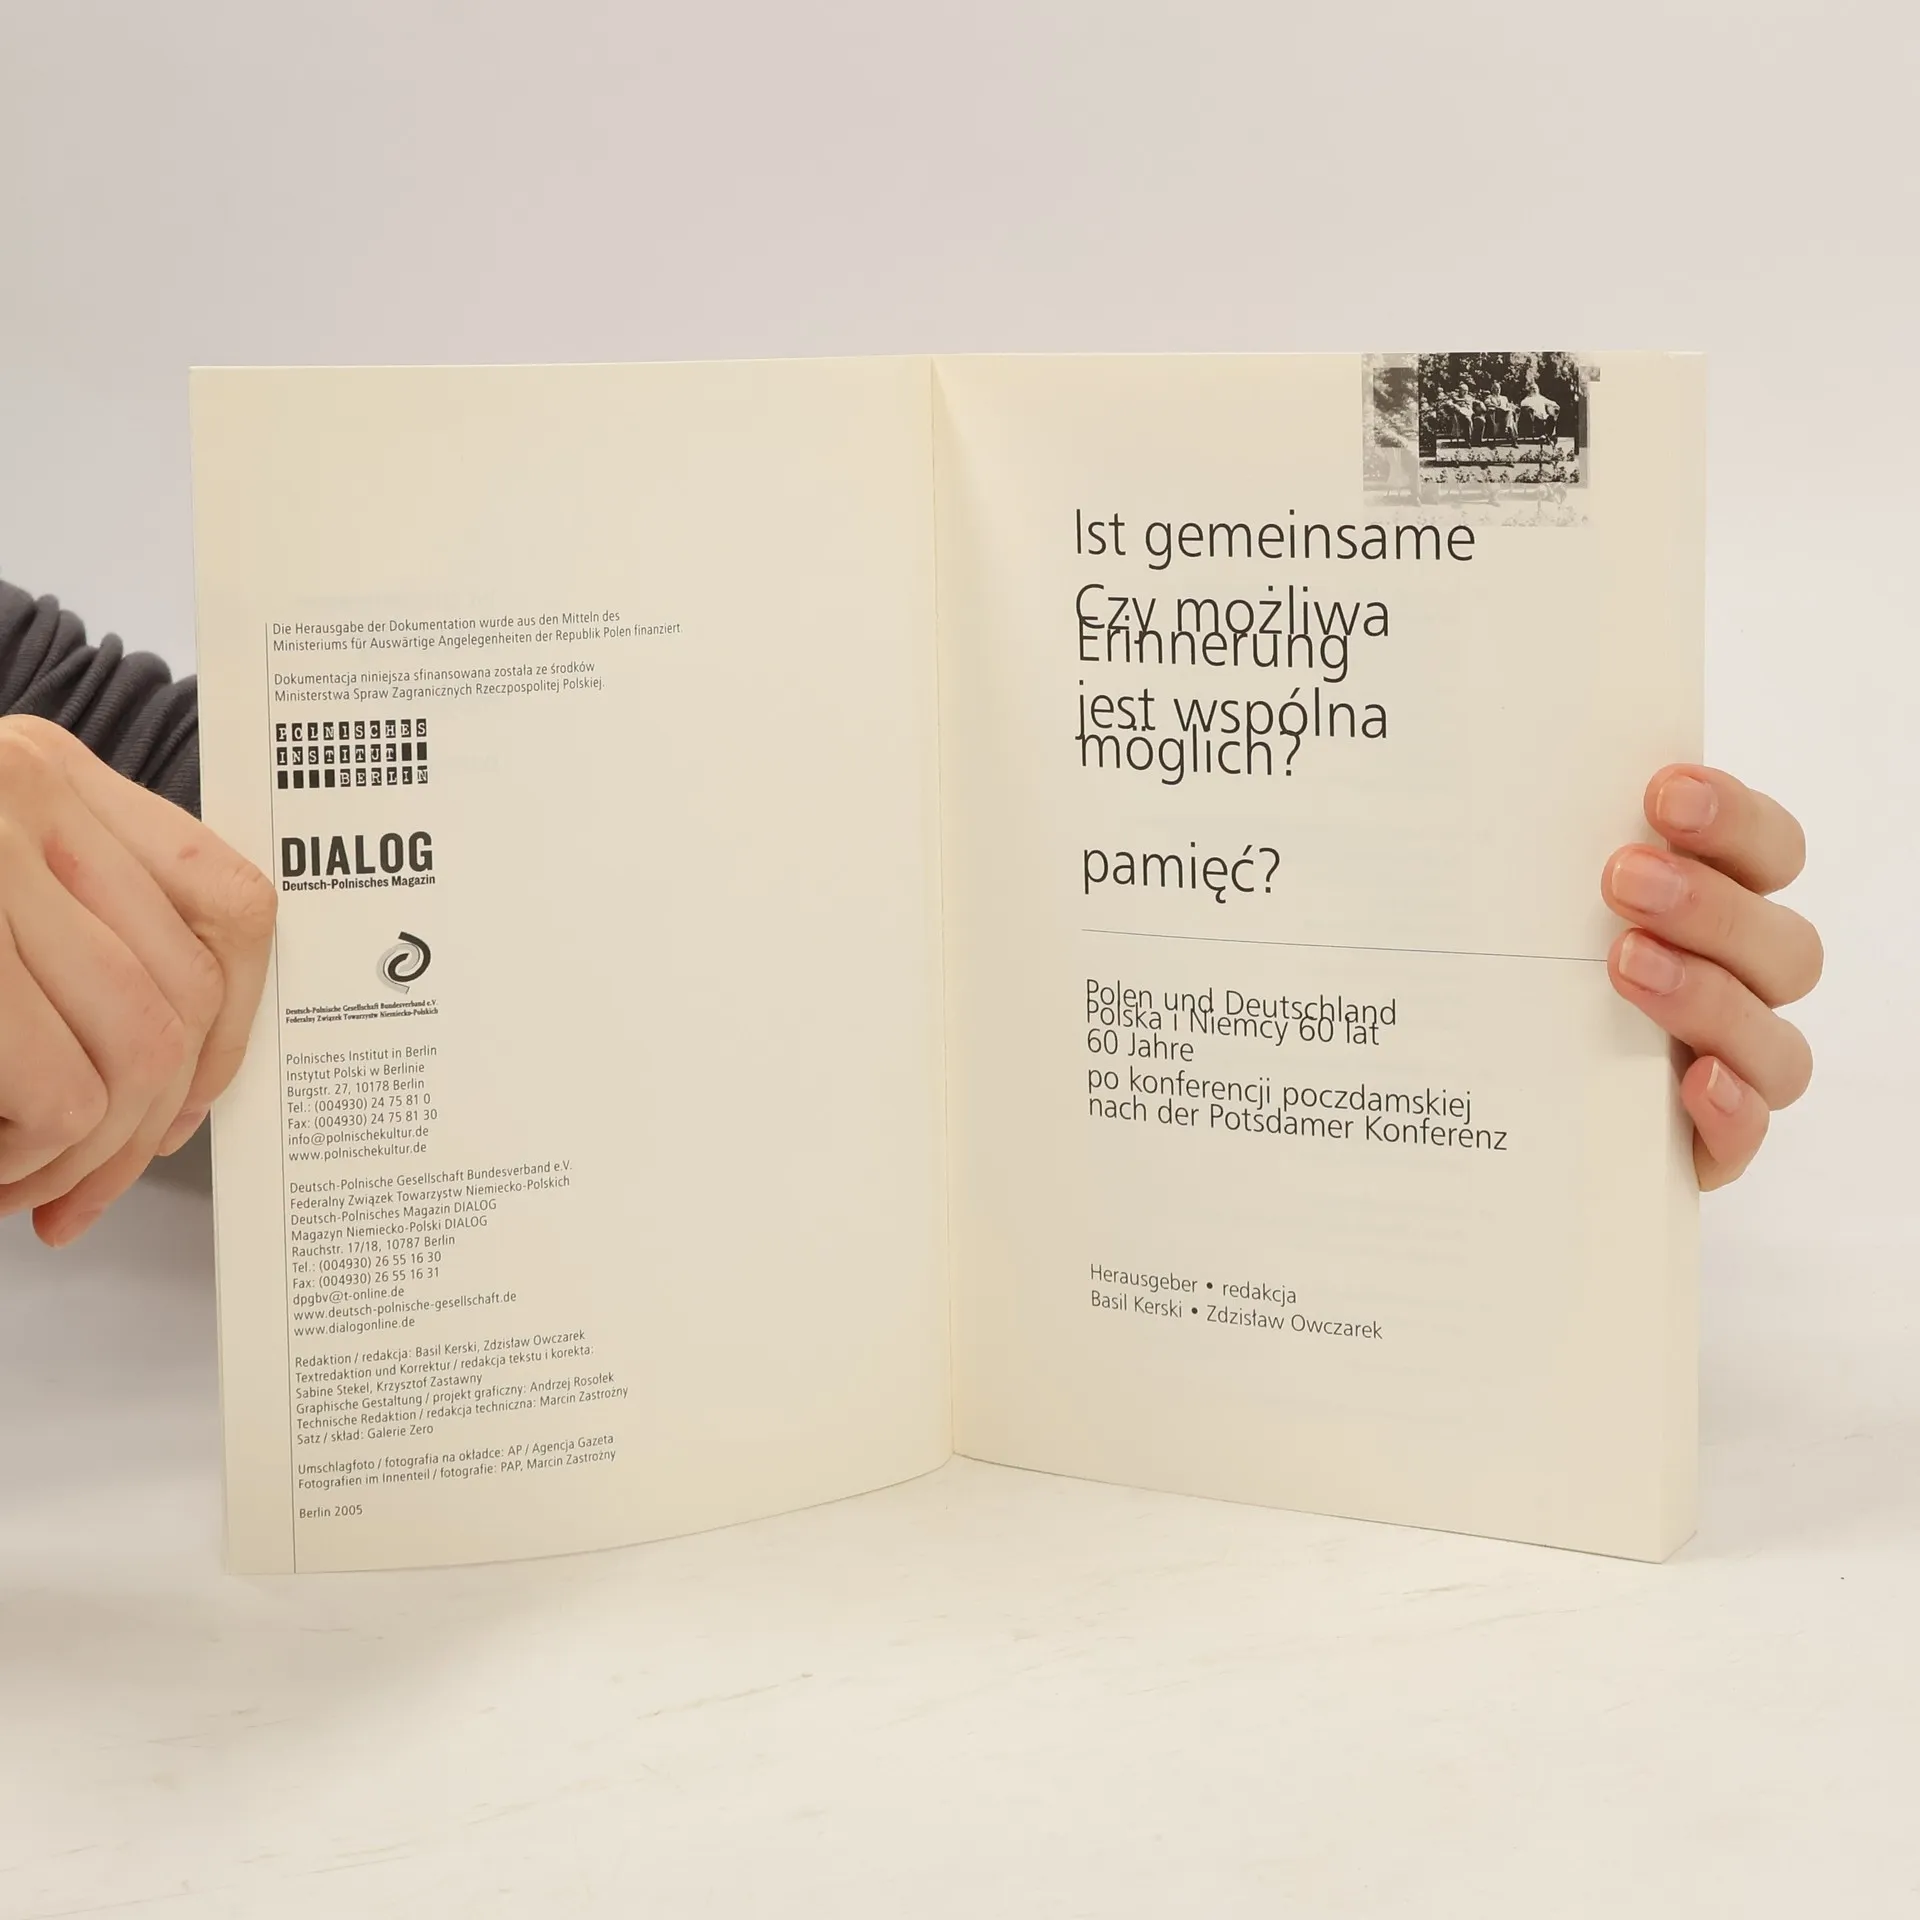 Die Herausgabe der Dokumentation wurde aus den Mitteln des
Ministeriums für Auswärtige Angelegenheiten der Republik Polen finanziert.
Dokumentacja niniejsza sfinansowana została ze środków
Ministerstwa Spraw Zagranicznych Rzeczpospolitej Polskiej.
POLNISCHES
INSTITUT
BERLIN
DIALOG
Deutsch-Polnisches Magazin
Deutsch-Polnische Gesellschaft Bundesverband e.V.
Federalny Związek Towarzystw Niemiecko-Polskich
Polnisches Institut in Berlin
Instytut Polski w Berlinie
Burgstr. 27, 10178 Berlin
Tel.: (004930) 24 75 81 0
Fax: (004930) 24 75 81 30
info@polnischekultur.de
www.polnischekultur.de
Deutsch-Polnische Gesellschaft Bundesverband e.V.
Federalny Związek Towarzystw Niemiecko-Polskich
Deutsch-Polnisches Magazin DIALOG
Magazyn Niemiecko-Polski DIALOG
Rauchstr. 17/18, 10787 Berlin
Tel.: (004930) 26 55 16 30
Fax: (004930) 26 55 16 31
dpgbv@t-online.de
www.deutsch-polnische-gesellschaft.de
www.dialogonline.de
Redaktion / redakcja: Basil Kerski, Zdzisław Owczarek
Textredaktion und Korrektur / redakcja tekstu i korekta:
Sabine Stekel, Krzysztof Zastawny
Graphische Gestaltung / projekt graficzny: Andrzej Rosołek
Technische Redaktion / redakcja techniczna: Marcin Zastrożny
Satz / skład: Galerie Zero
Umschlagfoto / fotografia na okładce: AP / Agencja Gazeta
Fotografien im Innenteil / fotografie: PAP, Marcin Zastrożny
Berlin 2005
Ist gemeinsame
Czy możliwa
Erinnerung
jest wspólna
möglich?
pamięć?
Polen und Deutschland
Polska i Niemcy 60 lat
60 Jahre
po konferencji poczdamskiej
nach der Potsdamer Konferenz
Herausgeber • redakcja
Basil Kerski • Zdzisław Owczarek